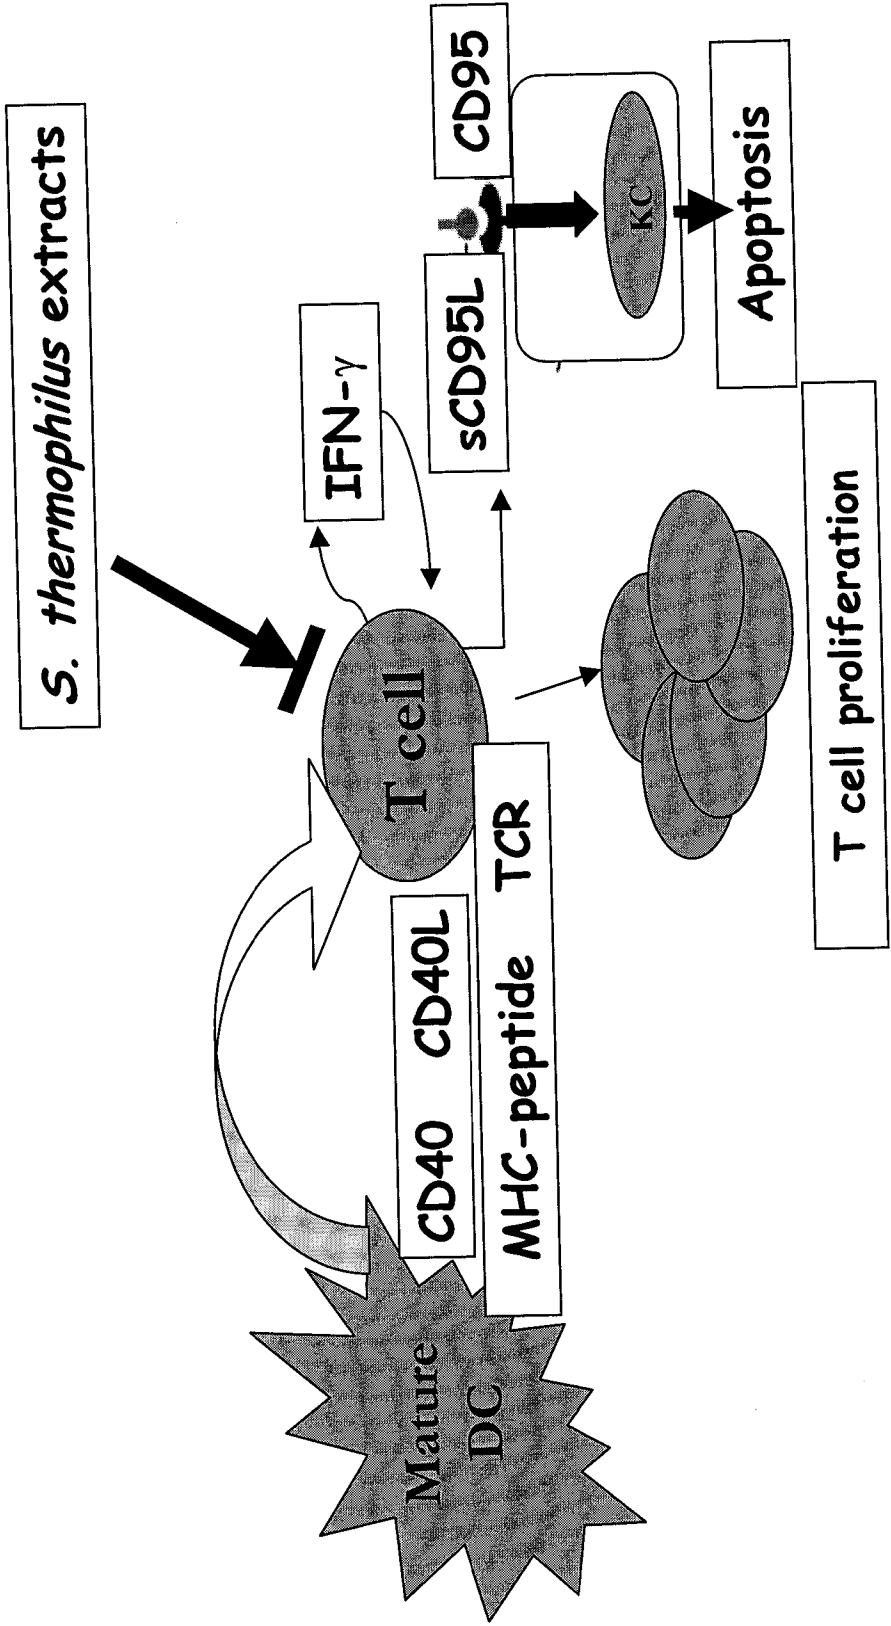 S. thermophilus extracts
IFN-γ
CD95
sCD95L
KC
Apoptosis
T cell
CD40 CD40L
MHC-peptide TCR
Mature
DC
T cell proliferation